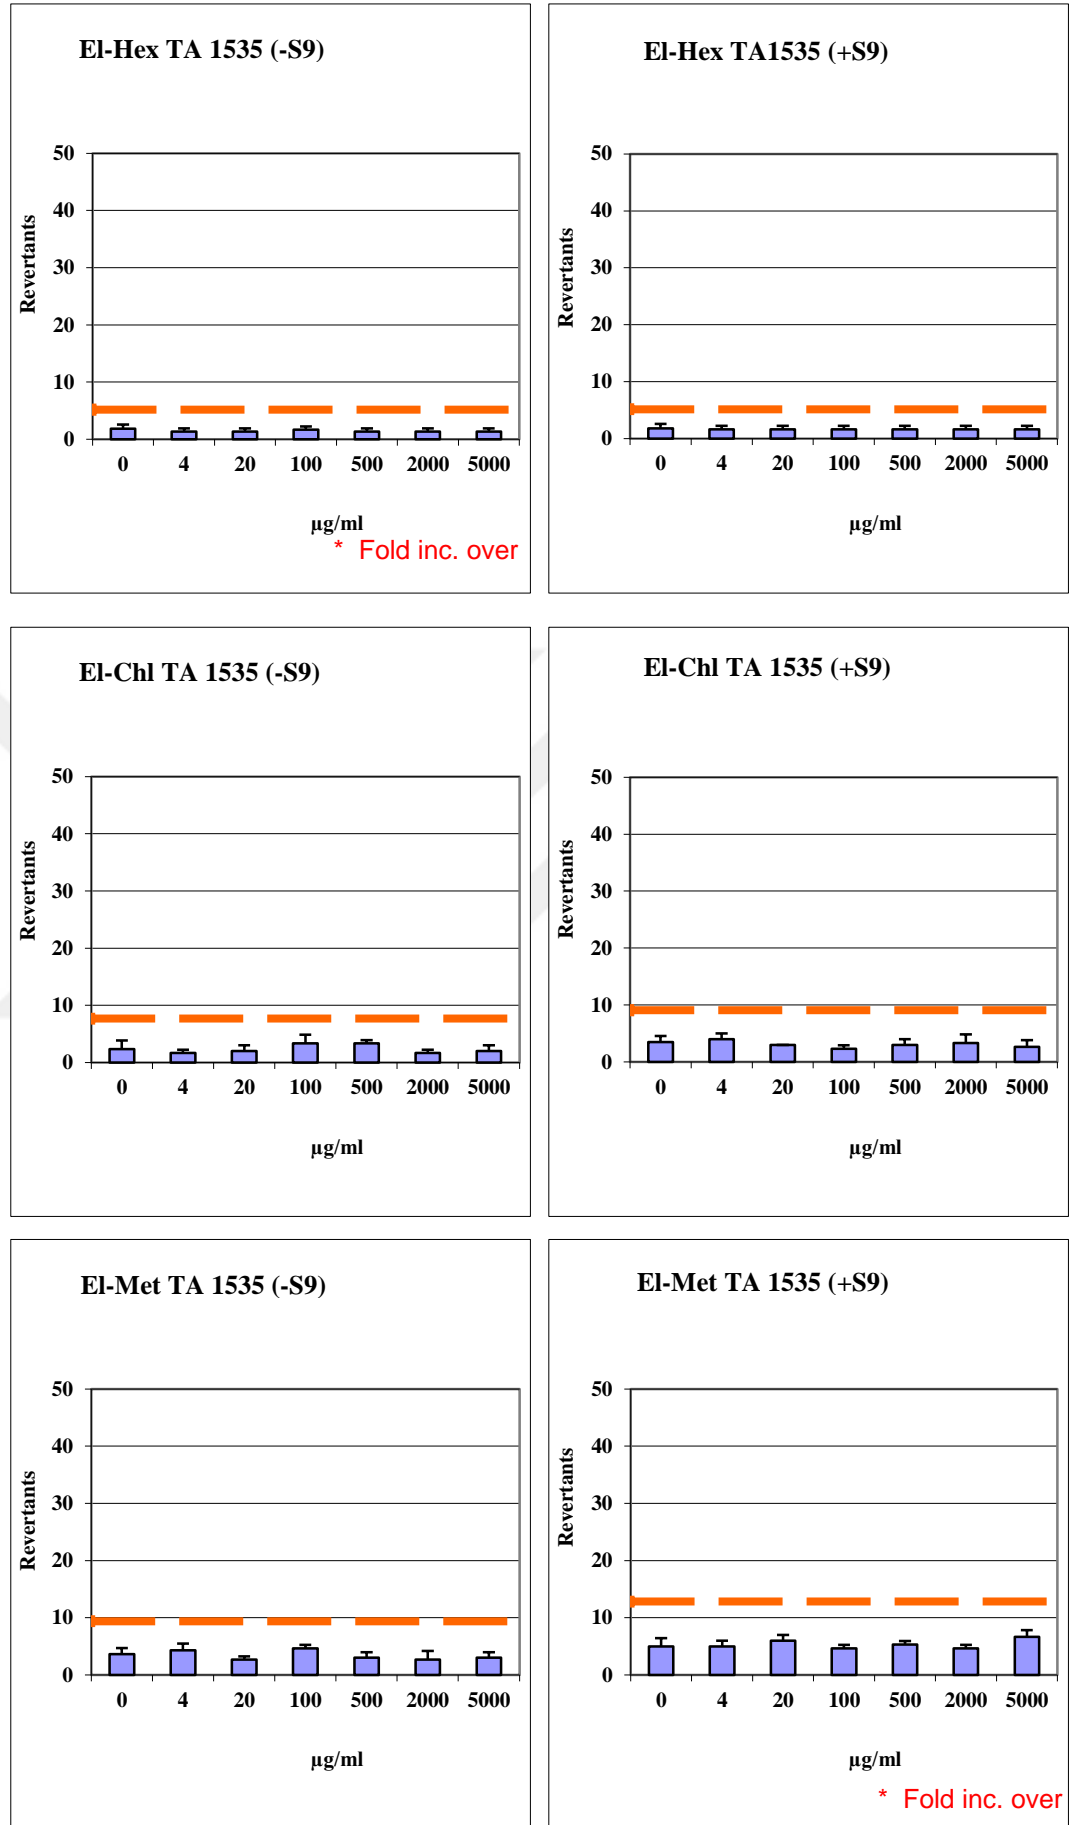 El-Hex TA 1535 (-S9)
50
40
30
20
10
0
Revertants
0 4 20 100 500 2000 5000
µg/ml
* Fold inc. over
El-Hex TA1535 (+S9)
50
40
30
20
10
0
Revertants
0 4 20 100 500 2000 5000
µg/ml
El-Chl TA 1535 (-S9)
50
40
30
20
10
0
Revertants
0 4 20 100 500 2000 5000
µg/ml
El-Chl TA 1535 (+S9)
50
40
30
20
10
0
Revertants
0 4 20 100 500 2000 5000
µg/ml
El-Met TA 1535 (-S9)
50
40
30
20
10
0
Revertants
0 4 20 100 500 2000 5000
µg/ml
El-Met TA 1535 (+S9)
50
40
30
20
10
0
Revertants
0 4 20 100 500 2000 5000
µg/ml
* Fold inc. over